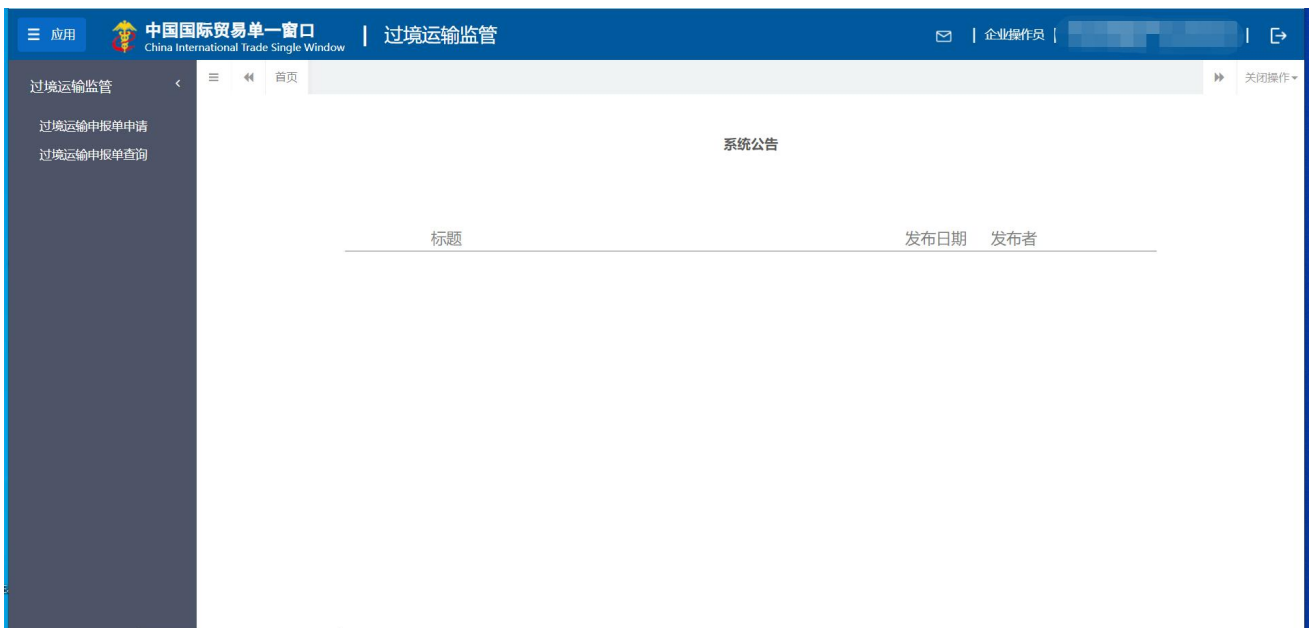 应用
中国国际贸易单一窗口
China International Trade Single Window
| 过境运输监管
| 企业操作员 |
|
过境运输监管
首页
关闭操作
过境运输申报单申请
过境运输申报单查询
系统公告
标题 发布日期 发布者